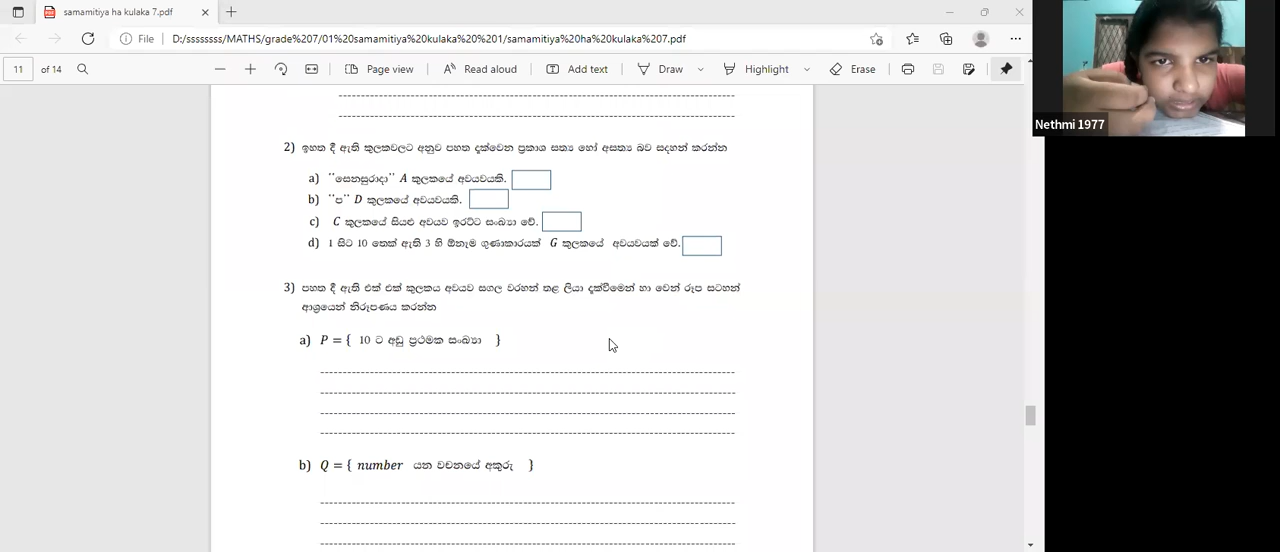 samamitiya ha kulaka 7.pdf
File D:/ssssssss/MATHS/grade%207/01%20samamitiya%20kulaka%20%201/samamitiya%20ha%20kulaka%207.pdf
11 of 14 Page view Read aloud Add text Draw Highlight Erase
Nethmi 1977
2) ඉහත දී ඇති කුලකවලට අනුව පහත දැක්වෙන ප්‍රකාශ සත්‍ය හෝ අසත්‍ය බව සදහන් කරන්න
a) ¨සෙනසුරාදා¨ A කුලකයේ අවයවයකි.
b) ¨ප¨ D කුලකයේ අවයවයකි.
c) C කුලකයේ සියළු අවයව ඉරට්ට සංඛ්‍යා වේ.
d) 1 සිට 10 තෙක් ඇති 3 හි ඕනෑම ගුණාකාරයක් G කුලකයේ අවයවයක් වේ.
3) පහත දී ඇති එක් එක් කුලකය අවයව සගල වරහන් තළ ලියා දැක්වීමෙන් හා වෙන් රූප සටහන්
ආශ්‍රයෙන් නිරූපණය කරන්න
a) P = { 10 ට අඩු ප්‍රථමක සංඛ්‍යා }
b) Q = { number යන වචනයේ අකුරු }